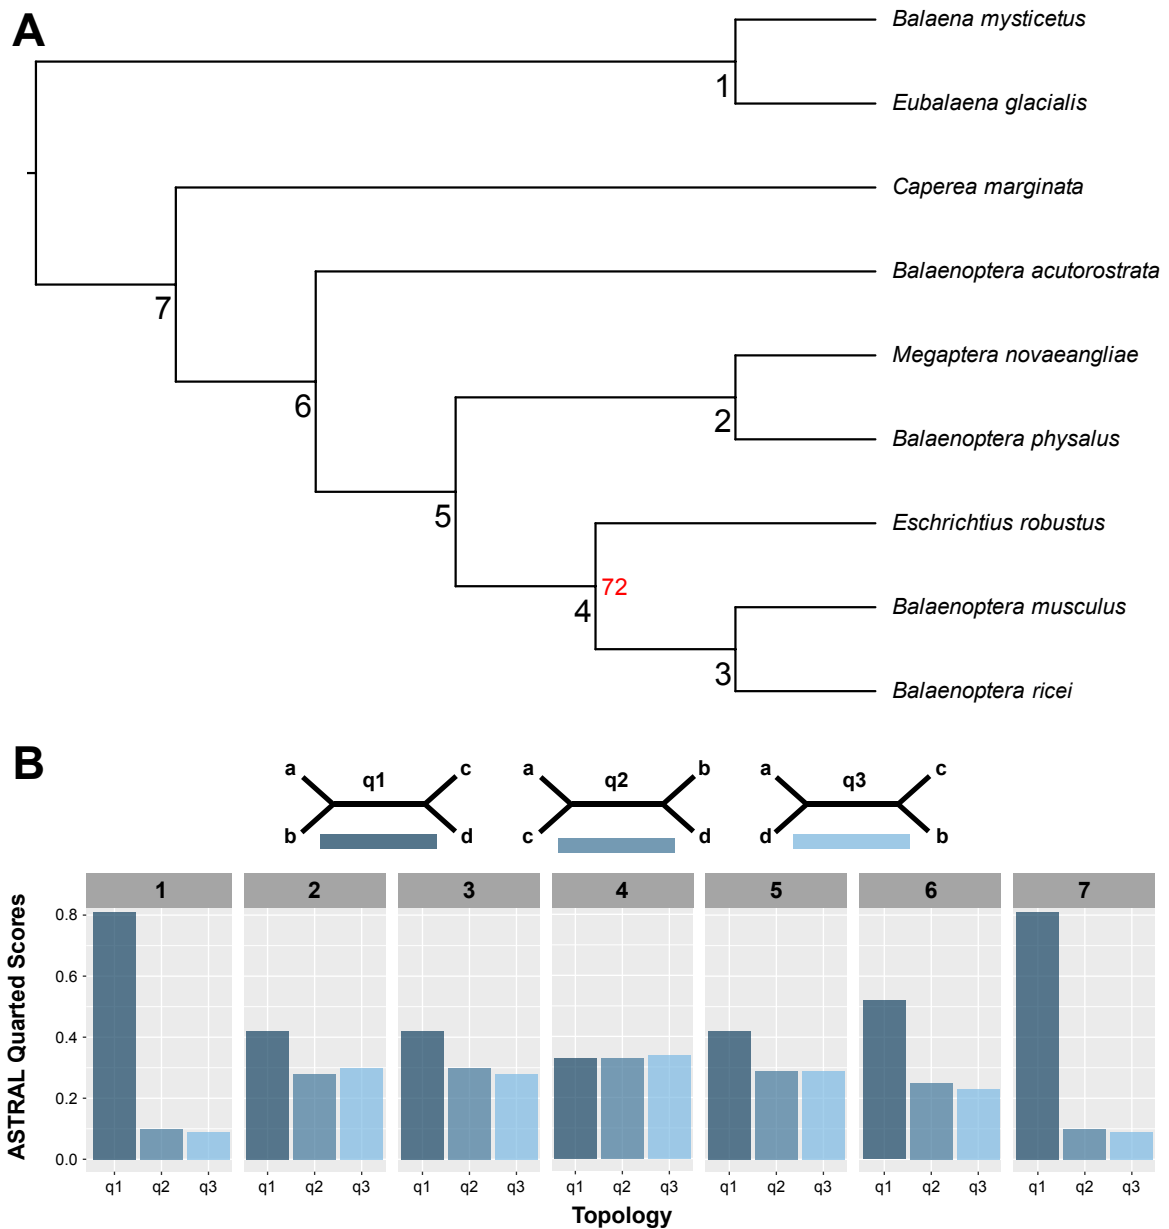 A
Balaena mysticetus
1
Eubalaena glacialis
Caperea marginata
Balaenoptera acutorostrata
7
Megaptera novaeangliae
6
2
Balaenoptera physalus
5
Eschrichtius robustus
72
4
Balaenoptera musculus
3
Balaenoptera ricei
B
a c a b a c
q1 q2 q3
b d c d d b
1 2 3 4 5 6 7
ASTRAL Quarted Scores
0.8
0.6
0.4
0.2
0.0
q1 q2 q3 q1 q2 q3 q1 q2 q3 q1 q2 q3 q1 q2 q3 q1 q2 q3 q1 q2 q3
Topology